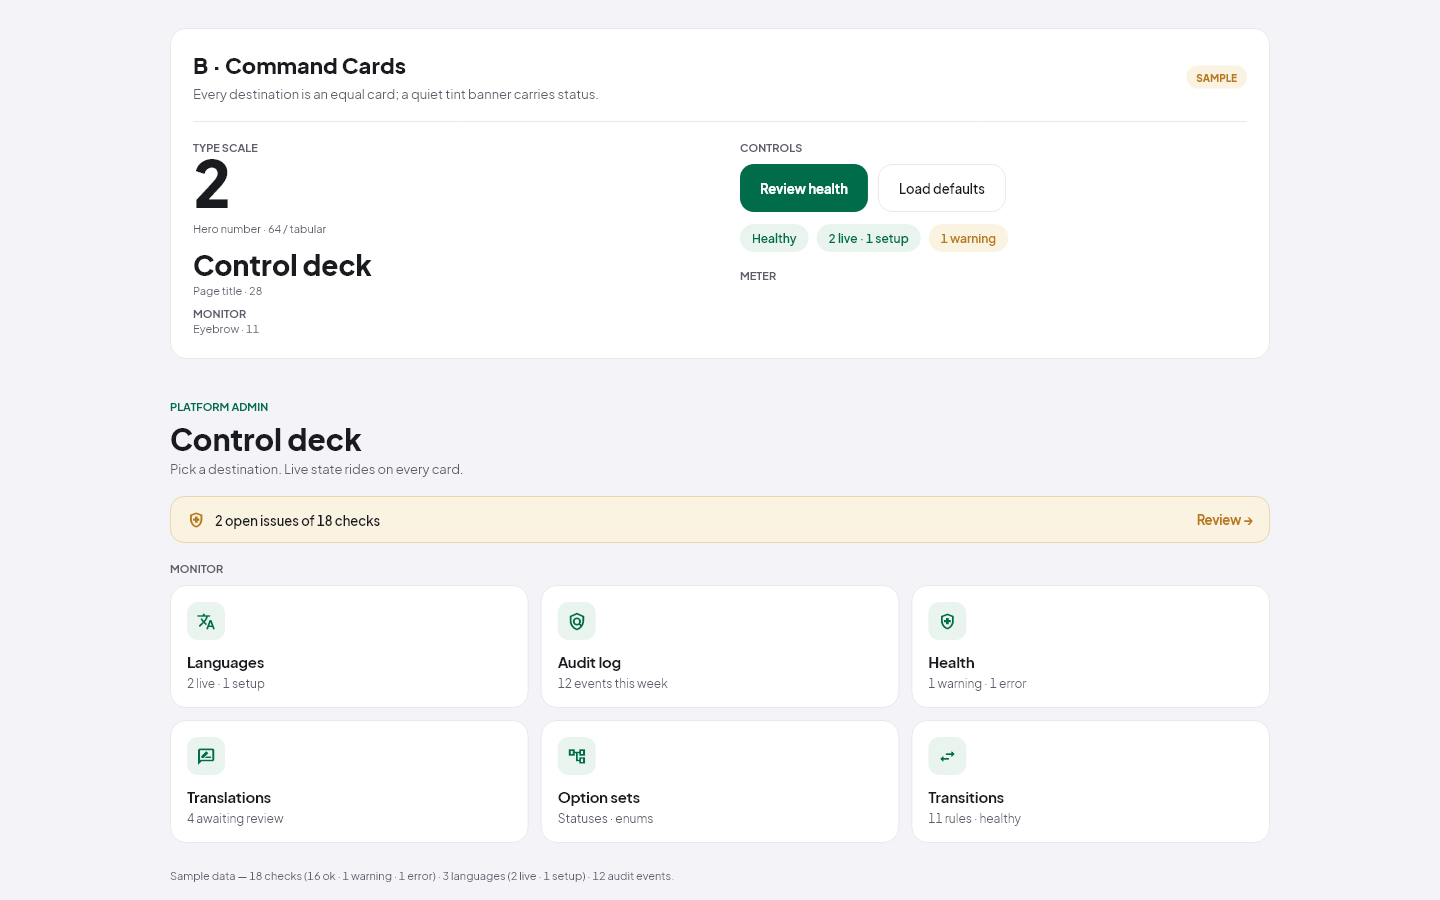 B · Command Cards
Every destination is an equal card; a quiet tint banner carries status.
SAMPLE
TYPE SCALE
2
Hero number · 64 / tabular
Control deck
Page title · 28
MONITOR
Eyebrow · 11
CONTROLS
Review health
Load defaults
Healthy
2 live · 1 setup
1 warning
METER
PLATFORM ADMIN
Control deck
Pick a destination. Live state rides on every card.
2 open issues of 18 checks
Review →
MONITOR
Languages
2 live · 1 setup
Audit log
12 events this week
Health
1 warning · 1 error
Translations
4 awaiting review
Option sets
Statuses · enums
Transitions
11 rules · healthy
Sample data — 18 checks (16 ok · 1 warning · 1 error) · 3 languages (2 live · 1 setup) · 12 audit events.